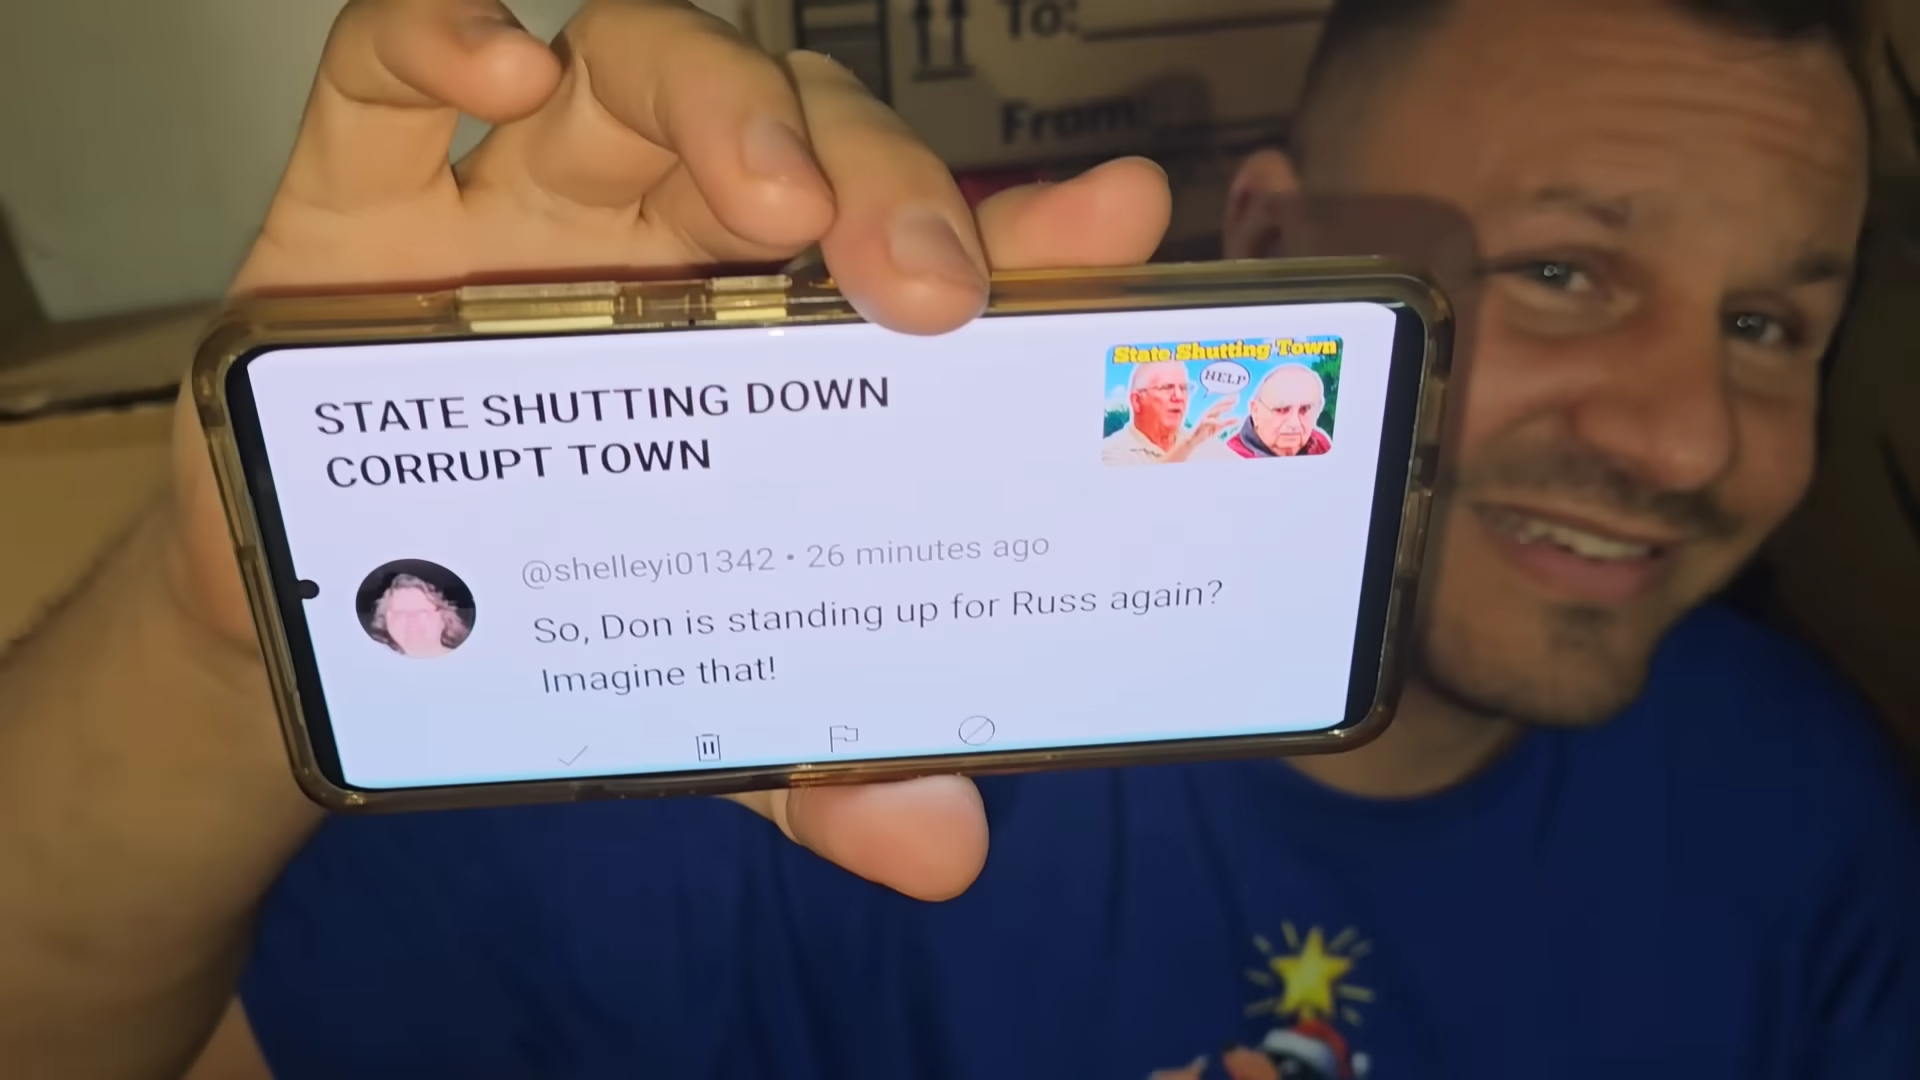 To:
From:
STATE SHUTTING DOWN
CORRUPT TOWN
State Shutting Town
HELP
@shelleyi01342 • 26 minutes ago
So, Don is standing up for Russ again?
Imagine that!